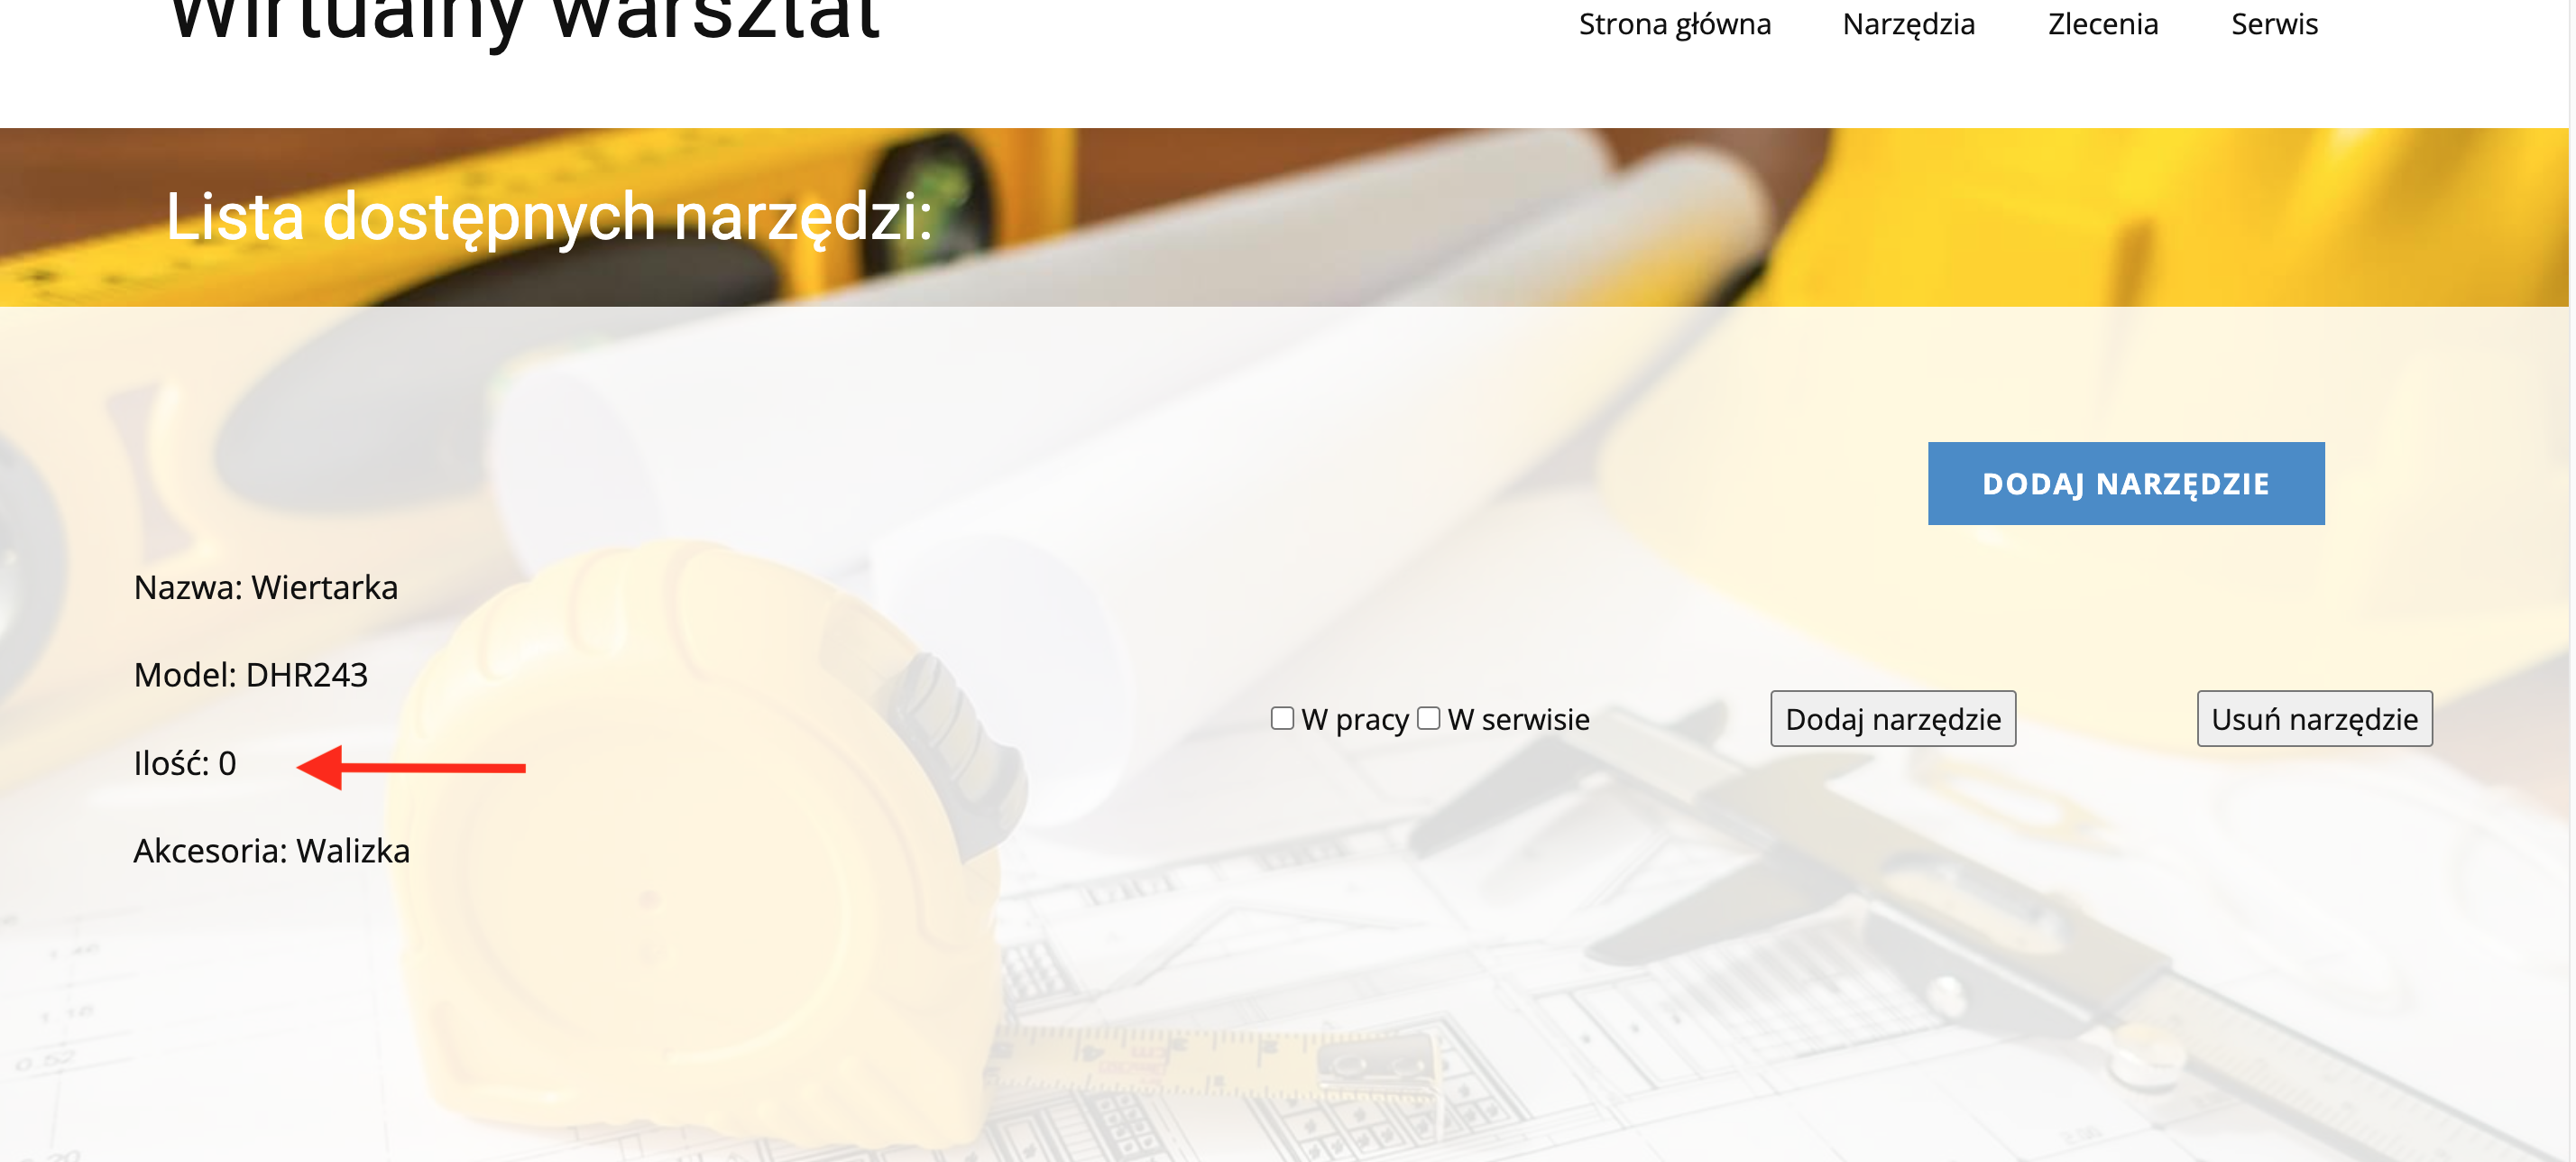 Wirtualny warsztat
Strona główna Narzędzia Zlecenia Serwis
Lista dostępnych narzędzi:
DODAJ NARZĘDZIE
Nazwa: Wiertarka
Model: DHR243
W pracy W serwisie Dodaj narzędzie Usuń narzędzie
Ilość: 0
Akcesoria: Walizka